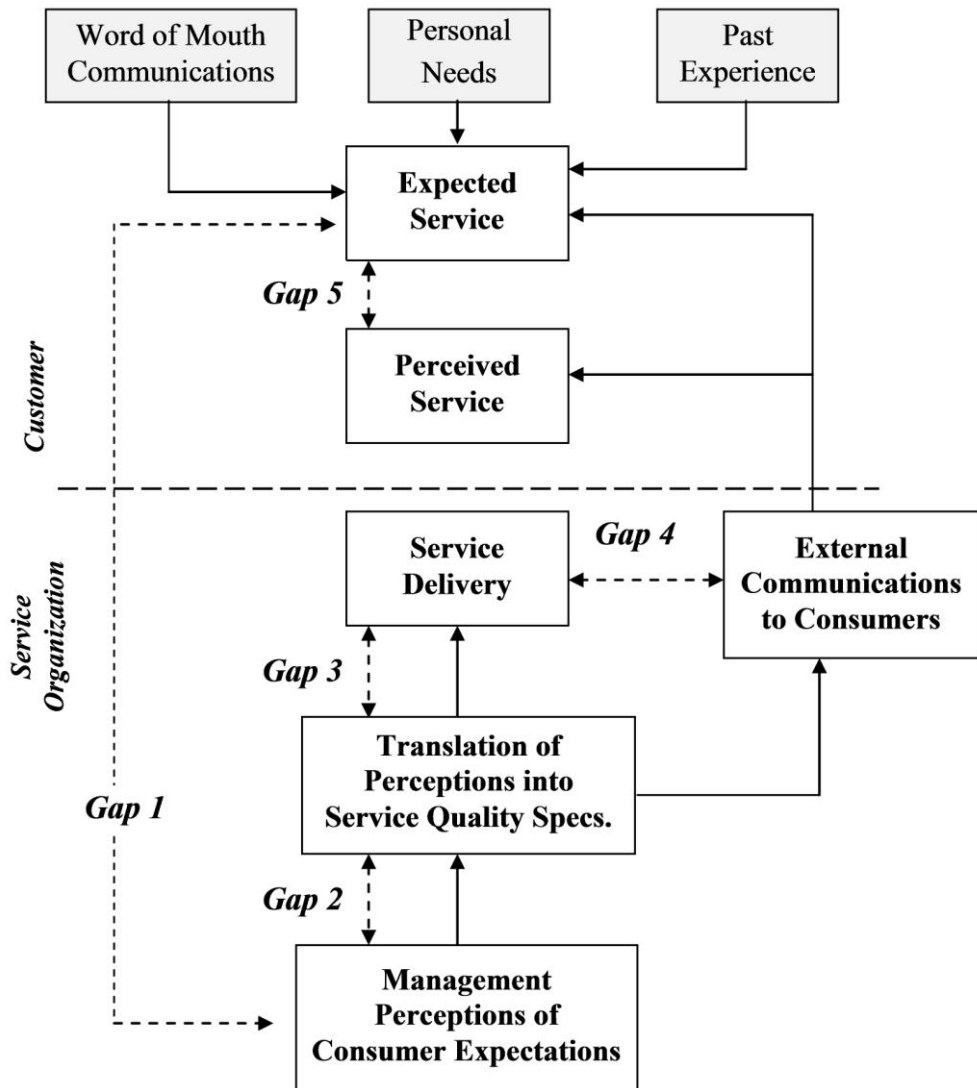 Word of Mouth
Communications
Personal
Needs
Past
Experience
Expected
Service
Gap 5
Perceived
Service
Customer
Service
Organization
Service
Delivery
Gap 4
External
Communications
to Consumers
Gap 3
Translation of
Perceptions into
Service Quality Specs.
Gap 1
Gap 2
Management
Perceptions of
Consumer Expectations